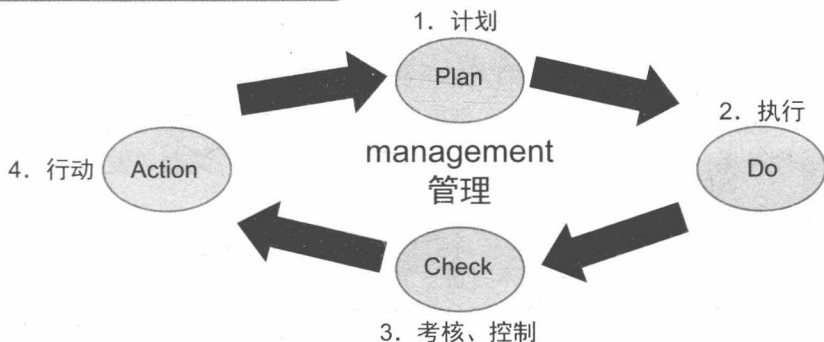 1. 计划
Plan
2. 执行
Do
management
管理
4. 行动
Action
Check
3. 考核、控制